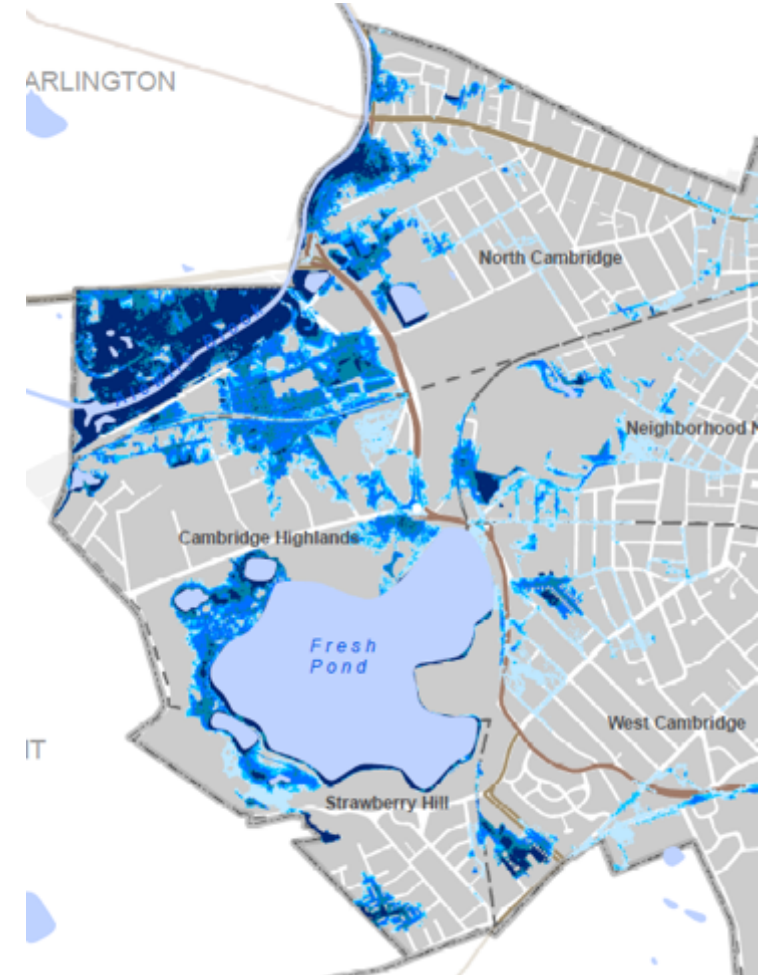 ARLINGTON
North Cambridge
Neighborhood N
Cambridge Highlands
Fresh
Pond
West Cambridge
IT
Strawberry Hill